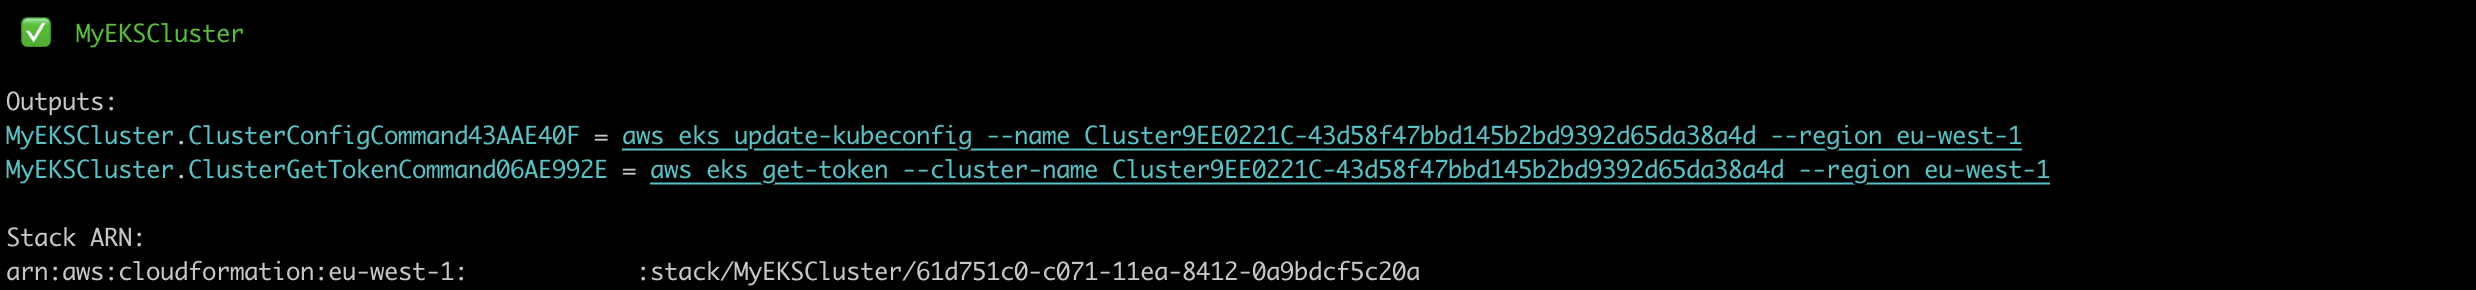 ✅ MyEKSCluster
Outputs:
MyEKSCluster.ClusterConfigCommand43AAE40F = aws eks update-kubeconfig --name Cluster9EE0221C-43d58f47bbd145b2bd9392d65da38a4d --region eu-west-1
MyEKSCluster.ClusterGetTokenCommand06AE992E = aws eks get-token --cluster-name Cluster9EE0221C-43d58f47bbd145b2bd9392d65da38a4d --region eu-west-1
Stack ARN:
arn:aws:cloudformation:eu-west-1:            :stack/MyEKSCluster/61d751c0-c071-11ea-8412-0a9bdcf5c20a